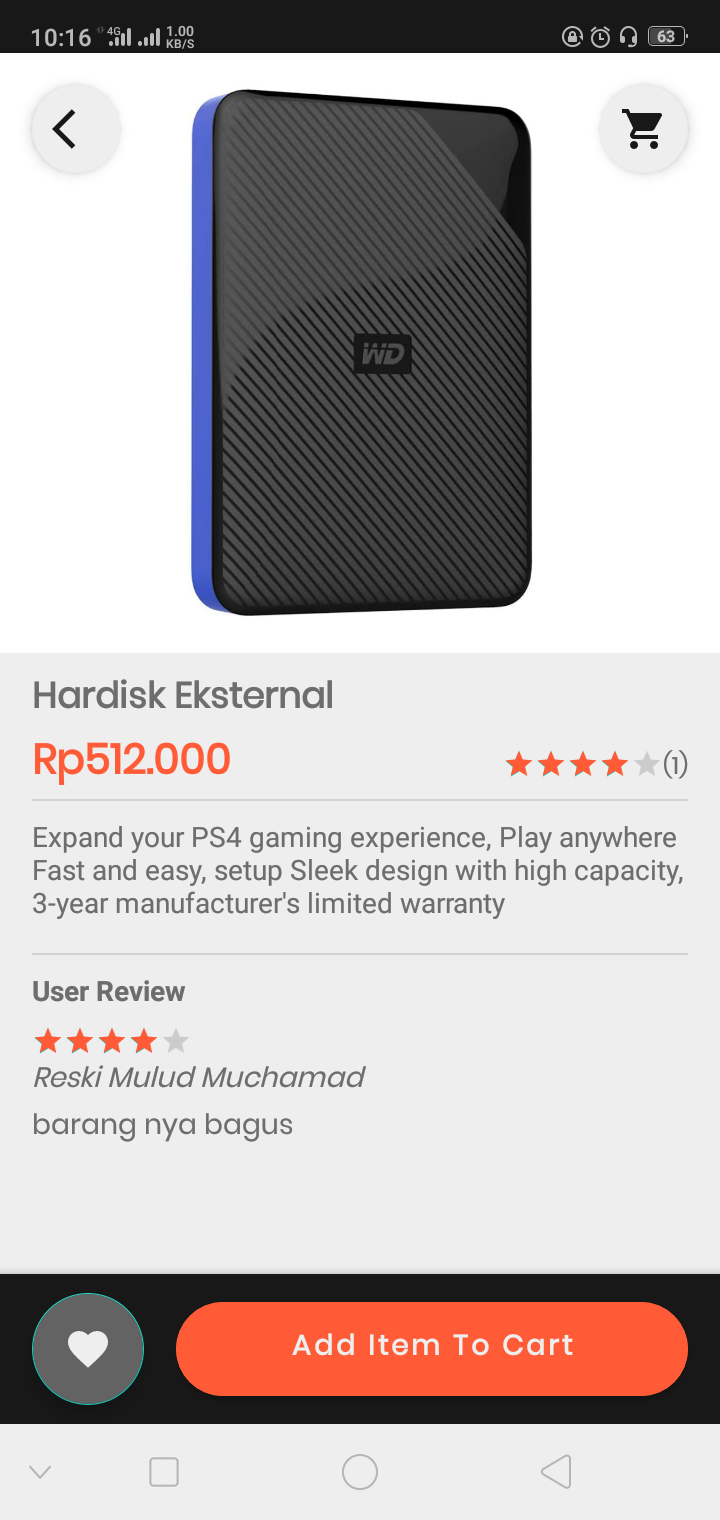 10:16 4G 1.00 KB/S 63
WD
Hardisk Eksternal
Rp512.000
(1)
Expand your PS4 gaming experience, Play anywhere
Fast and easy, setup Sleek design with high capacity,
3-year manufacturer's limited warranty
User Review
Reski Mulud Muchamad
barang nya bagus
Add Item To Cart